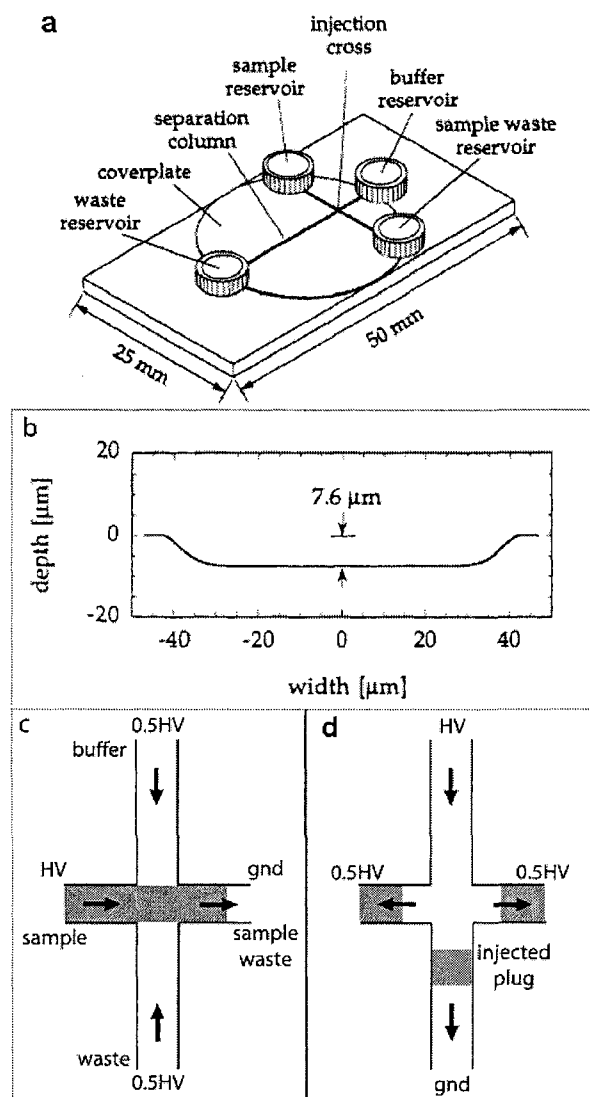 a
injection
cross
sample
reservoir
buffer
reservoir
separation
column
sample waste
reservoir
coverplate
waste
reservoir
25 mm
50 mm
b
20
7.6 µm
0
-20
depth [µm]
-40 -20 0 20 40
width [µm]
c
0.5HV
buffer
HV
gnd
sample
sample
waste
waste
0.5HV
d
HV
0.5HV
0.5HV
injected
plug
gnd